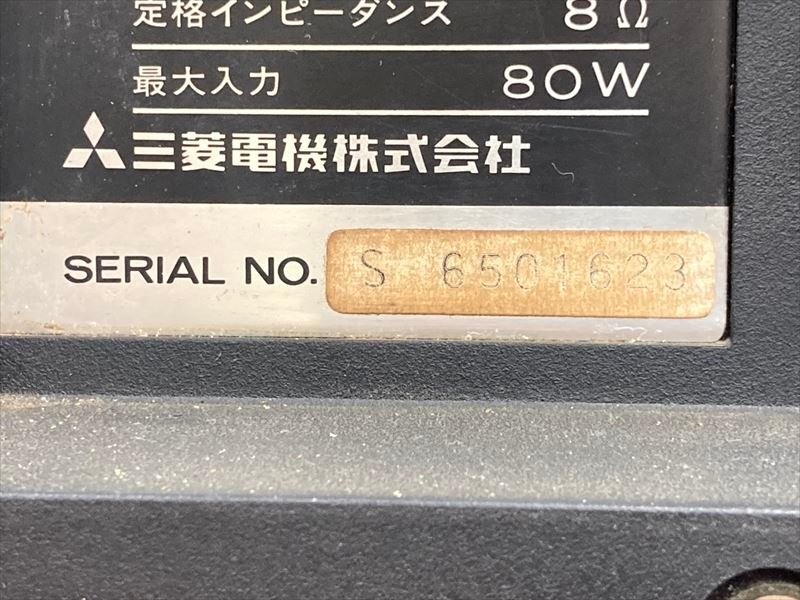 定格インピーダンス 8Ω
最大入力 80W
三菱電機株式会社
SERIAL NO. S 6501623